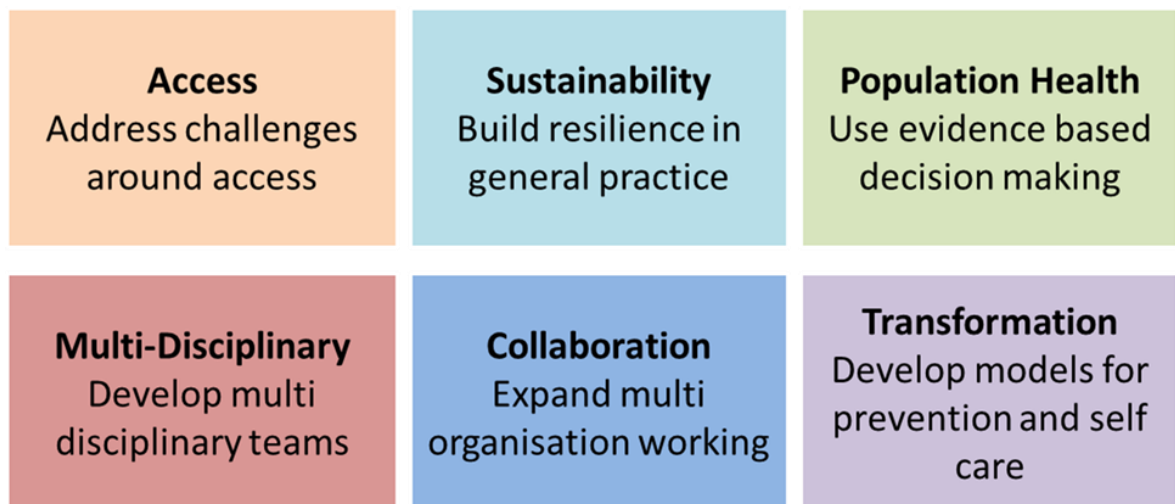 Access
Address challenges
around access
Sustainability
Build resilience in
general practice
Population Health
Use evidence based
decision making
Multi-Disciplinary
Develop multi
disciplinary teams
Collaboration
Expand multi
organisation working
Transformation
Develop models for
prevention and self
care